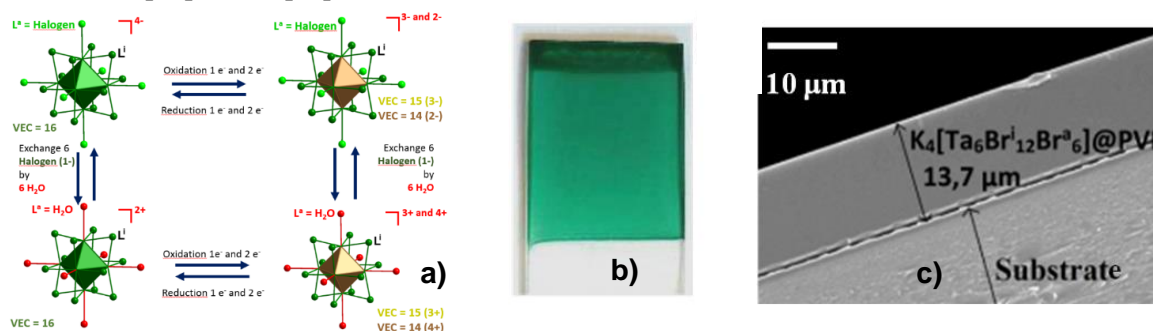 Lᵃ = Halogen
4-
Lⁱ
VEC = 16
Oxidation 1 e⁻ and 2 e⁻
Reduction 1 e⁻ and 2 e⁻
Lᵃ = Halogen
3- and 2-
Lⁱ
VEC = 15 (3-)
VEC = 14 (2-)
Exchange 6
Halogen (1-)
by
6 H₂O
Exchange 6
Halogen (1-)
by
6 H₂O
Lᵃ = H₂O
2+
Lⁱ
VEC = 16
Oxidation 1e⁻ and 2 e⁻
Reduction 1 e⁻ and 2 e⁻
Lᵃ = H₂O
3+ and 4+
Lⁱ
VEC = 15 (3+)
VEC = 14 (4+)
a)
b)
10 µm
K₄[Ta₆Brⁱ₁₂Brᵃ₆]@PV
13,7 µm
Substrate
c)